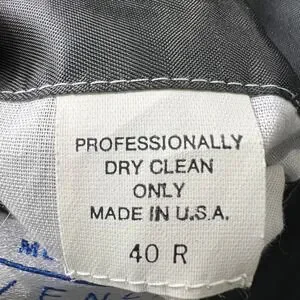 PROFESSIONALLY
DRY CLEAN
ONLY
MADE IN U.S.A.
40 R